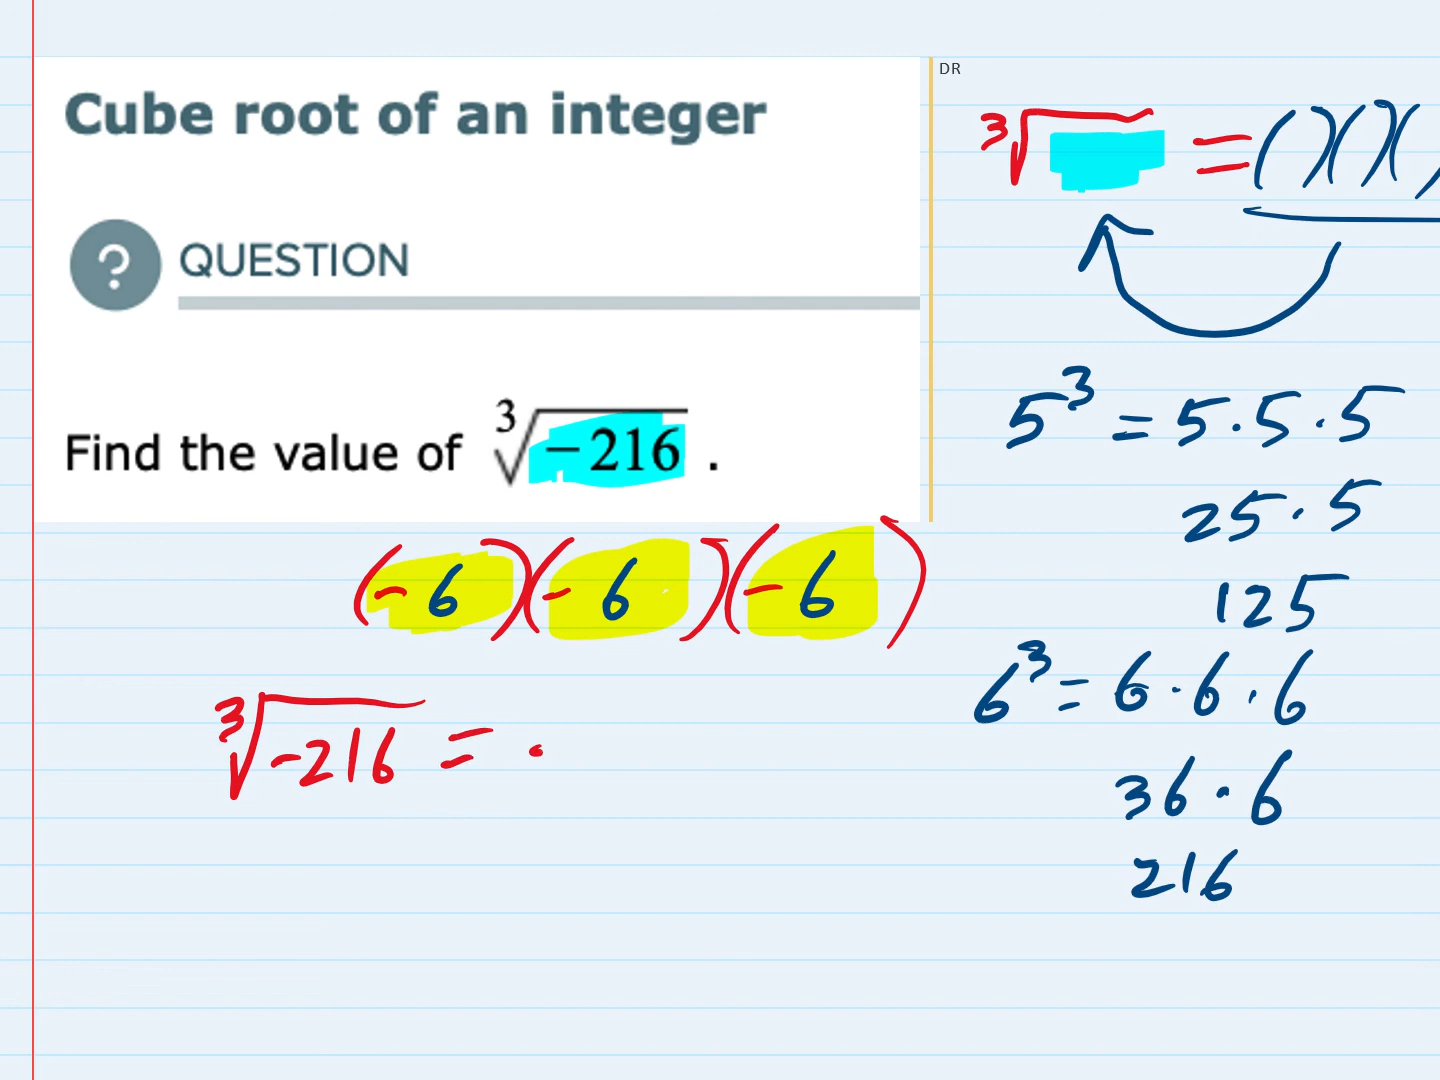 Cube root of an integer
? QUESTION
Find the value of ∛-216 .
(-6)(-6)(-6)
∛-216 =
DR
∛ = ( )( )( )
5³ = 5·5·5
25·5
125
6³ = 6·6·6
36·6
216